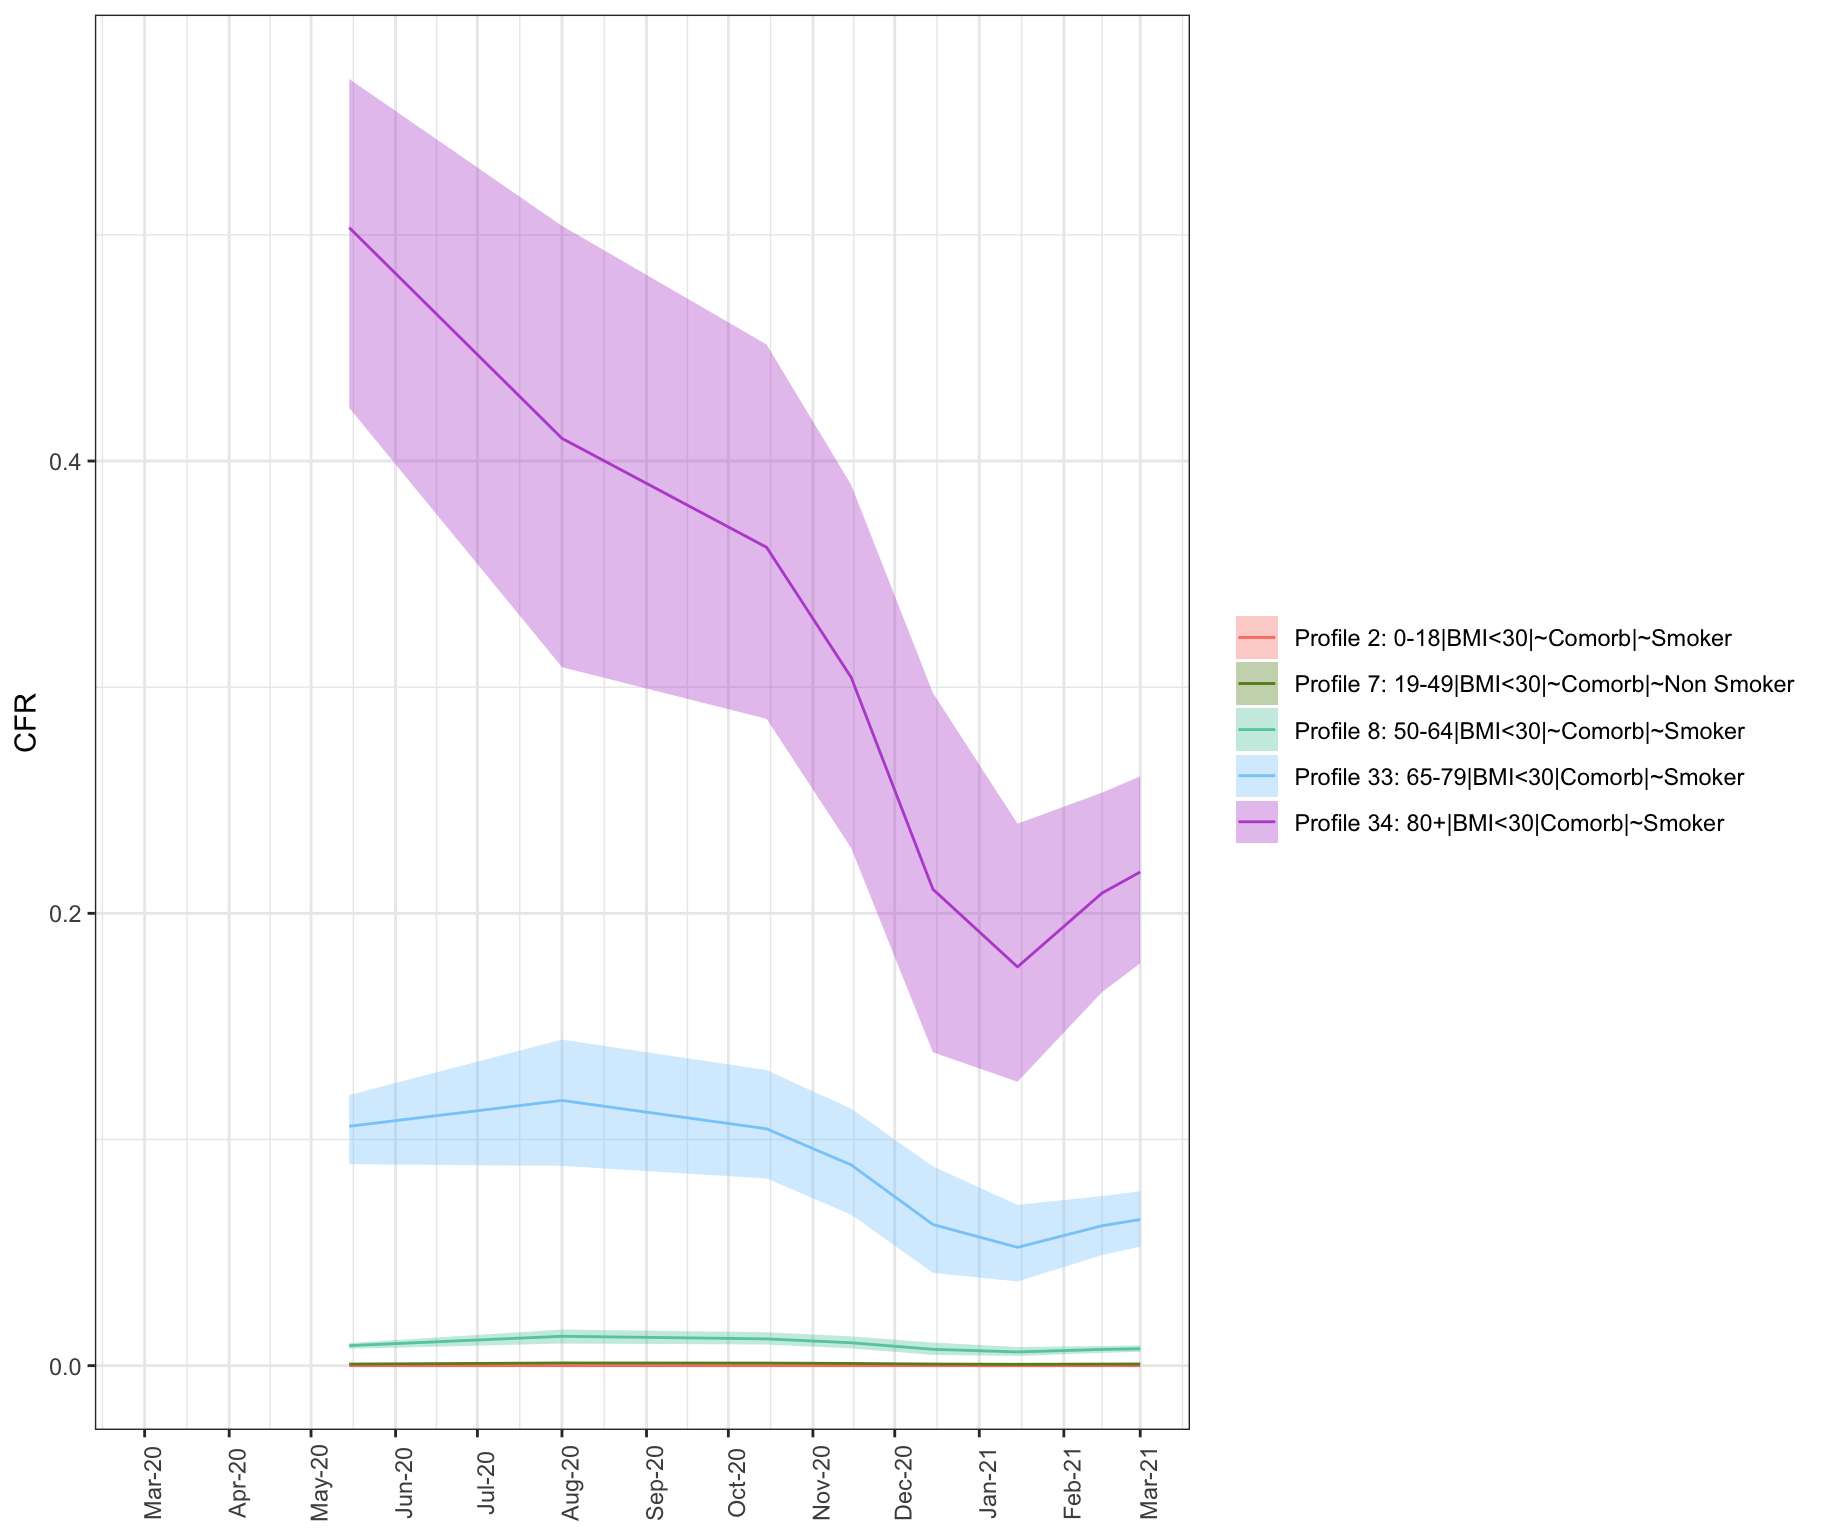 CFR
0.4
0.2
0.0
Mar-20
Apr-20
May-20
Jun-20
Jul-20
Aug-20
Sep-20
Oct-20
Nov-20
Dec-20
Jan-21
Feb-21
Mar-21
Profile 2: 0-18|BMI<30|~Comorb|~Smoker
Profile 7: 19-49|BMI<30|~Comorb|~Non Smoker
Profile 8: 50-64|BMI<30|~Comorb|~Smoker
Profile 33: 65-79|BMI<30|Comorb|~Smoker
Profile 34: 80+|BMI<30|Comorb|~Smoker